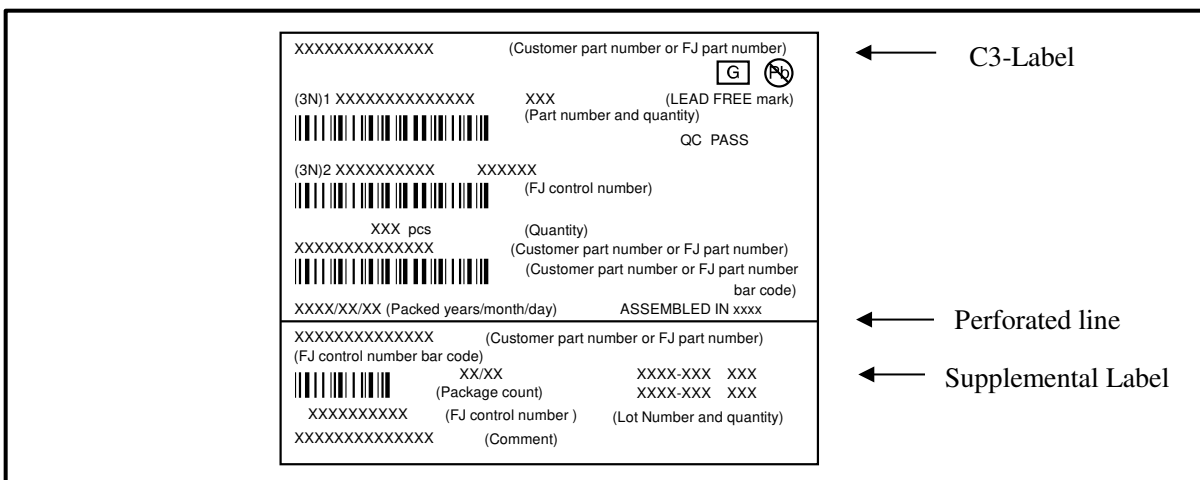 XXXXXXXXXXXXXX (Customer part number or FJ part number)
C3-Label
G Pb
(3N)1 XXXXXXXXXXXXXX XXX (LEAD FREE mark)
(Part number and quantity)
QC PASS
(3N)2 XXXXXXXXXX XXXXXX
(FJ control number)
XXX pcs (Quantity)
XXXXXXXXXXXXXX (Customer part number or FJ part number)
(Customer part number or FJ part number
bar code)
XXXX/XX/XX (Packed years/month/day) ASSEMBLED IN xxxx
Perforated line
XXXXXXXXXXXXXX (Customer part number or FJ part number)
(FJ control number bar code)
XX/XX XXXX-XXX XXX
Supplemental Label
(Package count) XXXX-XXX XXX
XXXXXXXXXX (FJ control number ) (Lot Number and quantity)
XXXXXXXXXXXXXX (Comment)